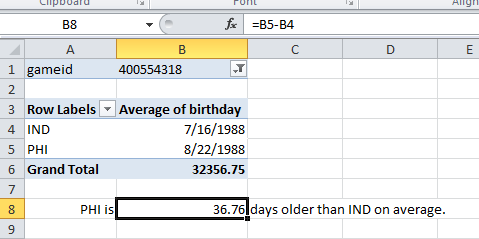 Clipboard Font Align
B8 fx =B5-B4
A B C D E
1 gameid 400554318
2
3 Row Labels Average of birthday
4 IND 7/16/1988
5 PHI 8/22/1988
6 Grand Total 32356.75
7
8 PHI is 36.76 days older than IND on average.
9